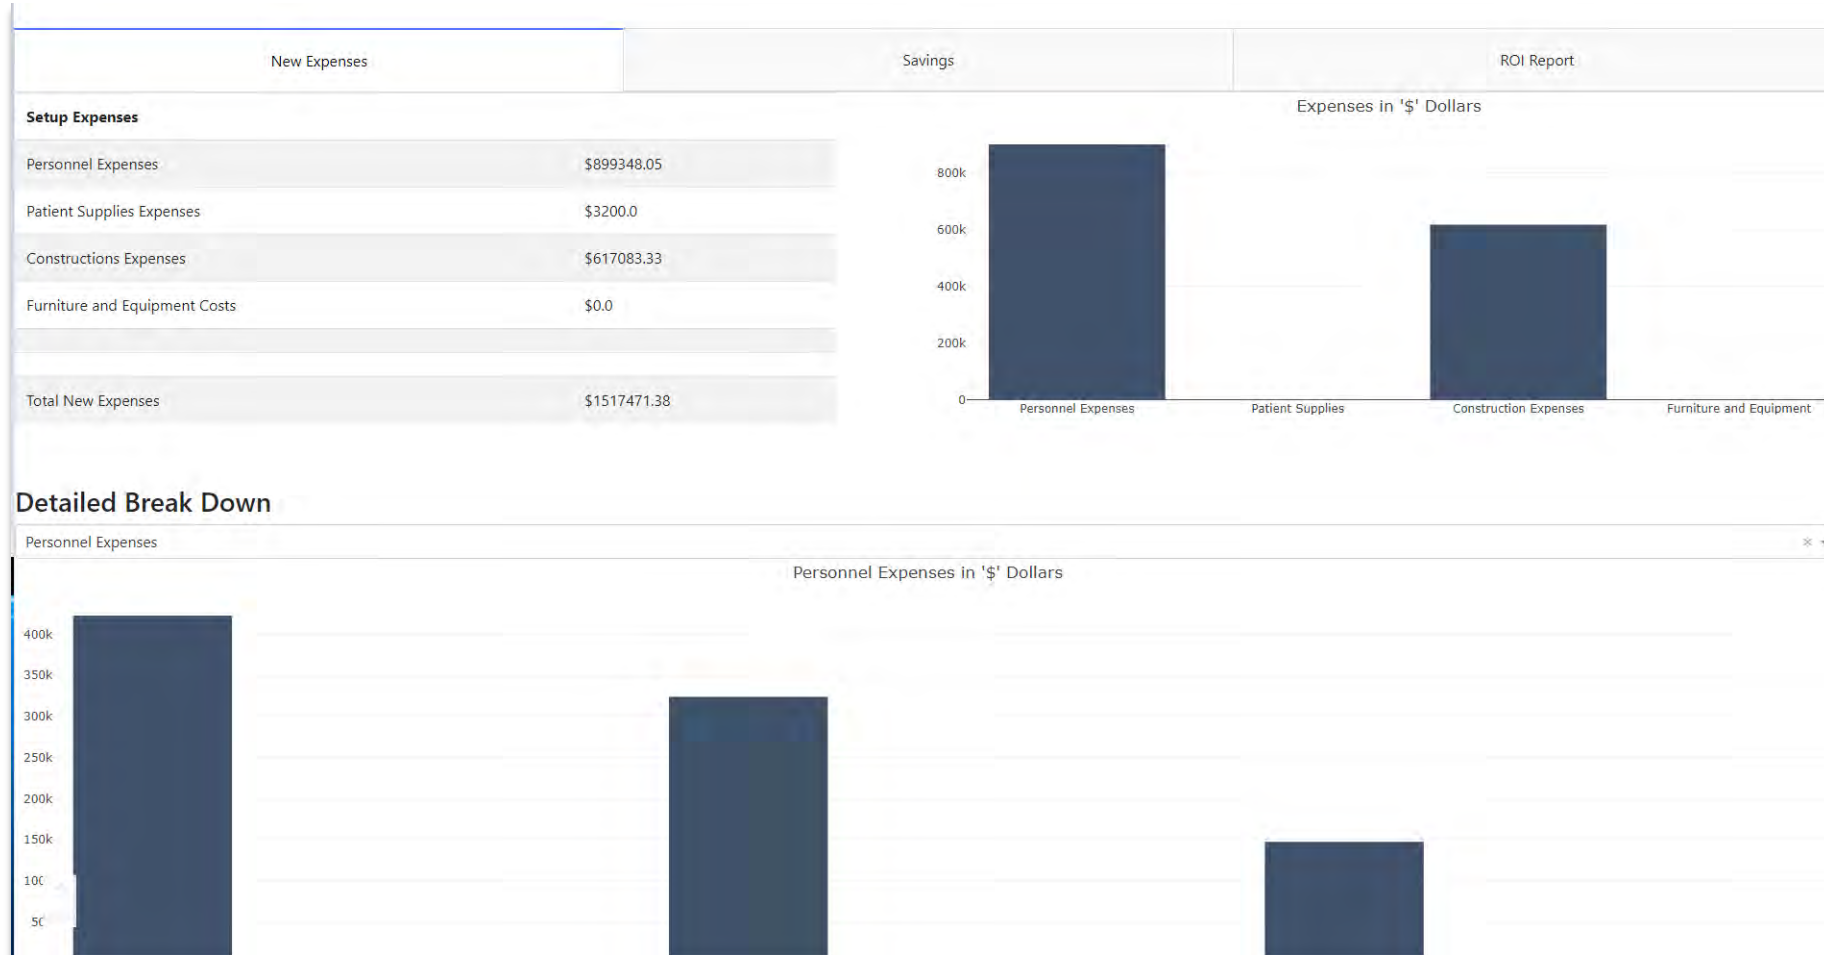 New Expenses Savings ROI Report
Setup Expenses
Personnel Expenses $899348.05
Patient Supplies Expenses $3200.0
Constructions Expenses $617083.33
Furniture and Equipment Costs $0.0
Total New Expenses $1517471.38
Expenses in '$' Dollars
800k
600k
400k
200k
0
Personnel Expenses Patient Supplies Construction Expenses Furniture and Equipment
Detailed Break Down
Personnel Expenses ×
Personnel Expenses in '$' Dollars
400k
350k
300k
250k
200k
150k